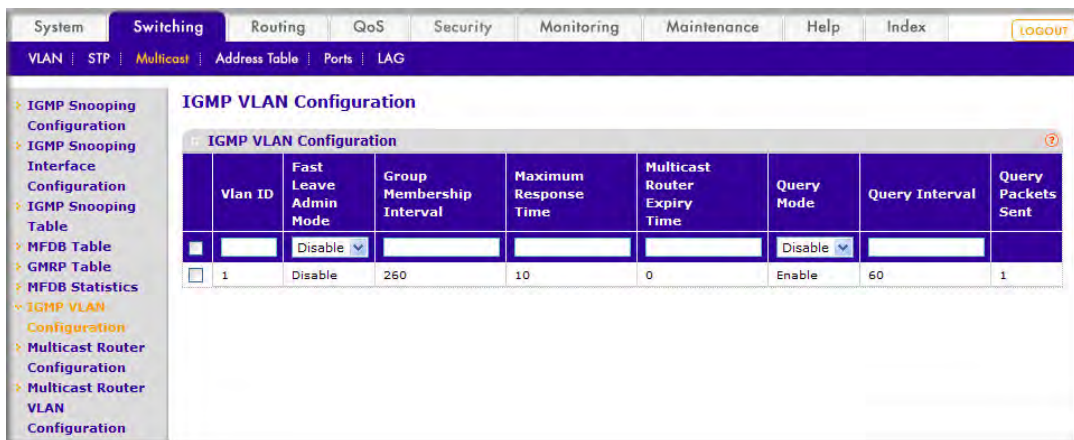 System Switching Routing QoS Security Monitoring Maintenance Help Index LOGOUT
VLAN STP Multicast Address Table Ports LAG
IGMP Snooping
Configuration
IGMP Snooping
Interface
Configuration
IGMP Snooping
Table
MFDB Table
GMRP Table
MFDB Statistics
IGMP VLAN
Configuration
Multicast Router
Configuration
Multicast Router
VLAN
Configuration
IGMP VLAN Configuration
IGMP VLAN Configuration ?
Vlan ID
Fast
Leave
Admin
Mode
Group
Membership
Interval
Maximum
Response
Time
Multicast
Router
Expiry
Time
Query
Mode
Query Interval
Query
Packets
Sent
Disable Disable
1 Disable 260 10 0 Enable 60 1